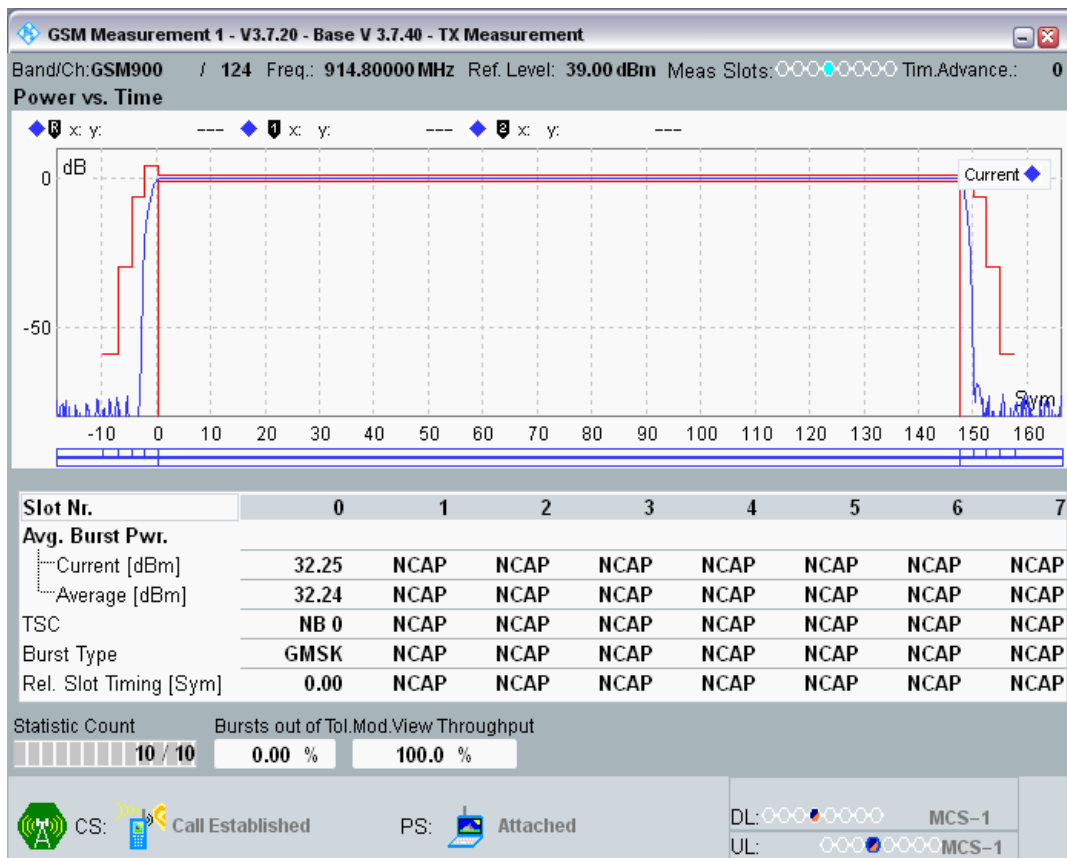 GSM Measurement 1 - V3.7.20 - Base V 3.7.40 - TX Measurement
Band/Ch:GSM900 / 124 Freq.: 914.80000 MHz Ref. Level: 39.00 dBm Meas Slots: Tim.Advance.: 0
Power vs. Time
R x: y: --- 1 x: y: --- 2 x: y: ---
dB
Current
0
-50
Sym
-10 0 10 20 30 40 50 60 70 80 90 100 110 120 130 140 150 160
Slot Nr. 0 1 2 3 4 5 6 7
Avg. Burst Pwr.
Current [dBm] 32.25 NCAP NCAP NCAP NCAP NCAP NCAP NCAP
Average [dBm] 32.24 NCAP NCAP NCAP NCAP NCAP NCAP NCAP
TSC NB 0 NCAP NCAP NCAP NCAP NCAP NCAP NCAP
Burst Type GMSK NCAP NCAP NCAP NCAP NCAP NCAP NCAP
Rel. Slot Timing [Sym] 0.00 NCAP NCAP NCAP NCAP NCAP NCAP NCAP
Statistic Count Bursts out of Tol.Mod.View Throughput
10 / 10 0.00 % 100.0 %
CS: Call Established PS: Attached
DL: MCS-1
UL: MCS-1